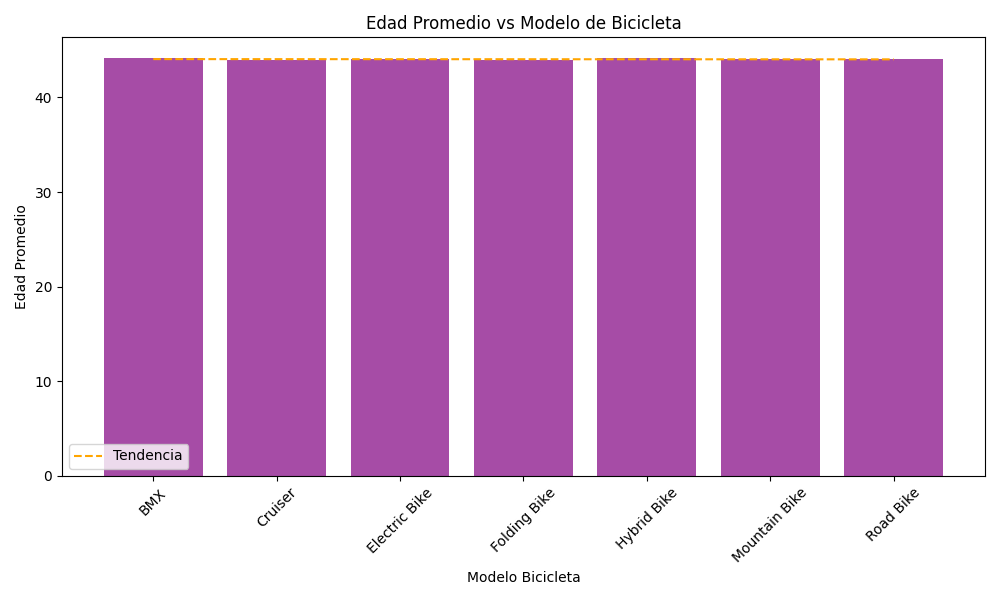 Edad Promedio vs Modelo de Bicicleta
Edad Promedio
40
30
20
10
0
Tendencia
BMX
Cruiser
Electric Bike
Folding Bike
Hybrid Bike
Mountain Bike
Road Bike
Modelo Bicicleta